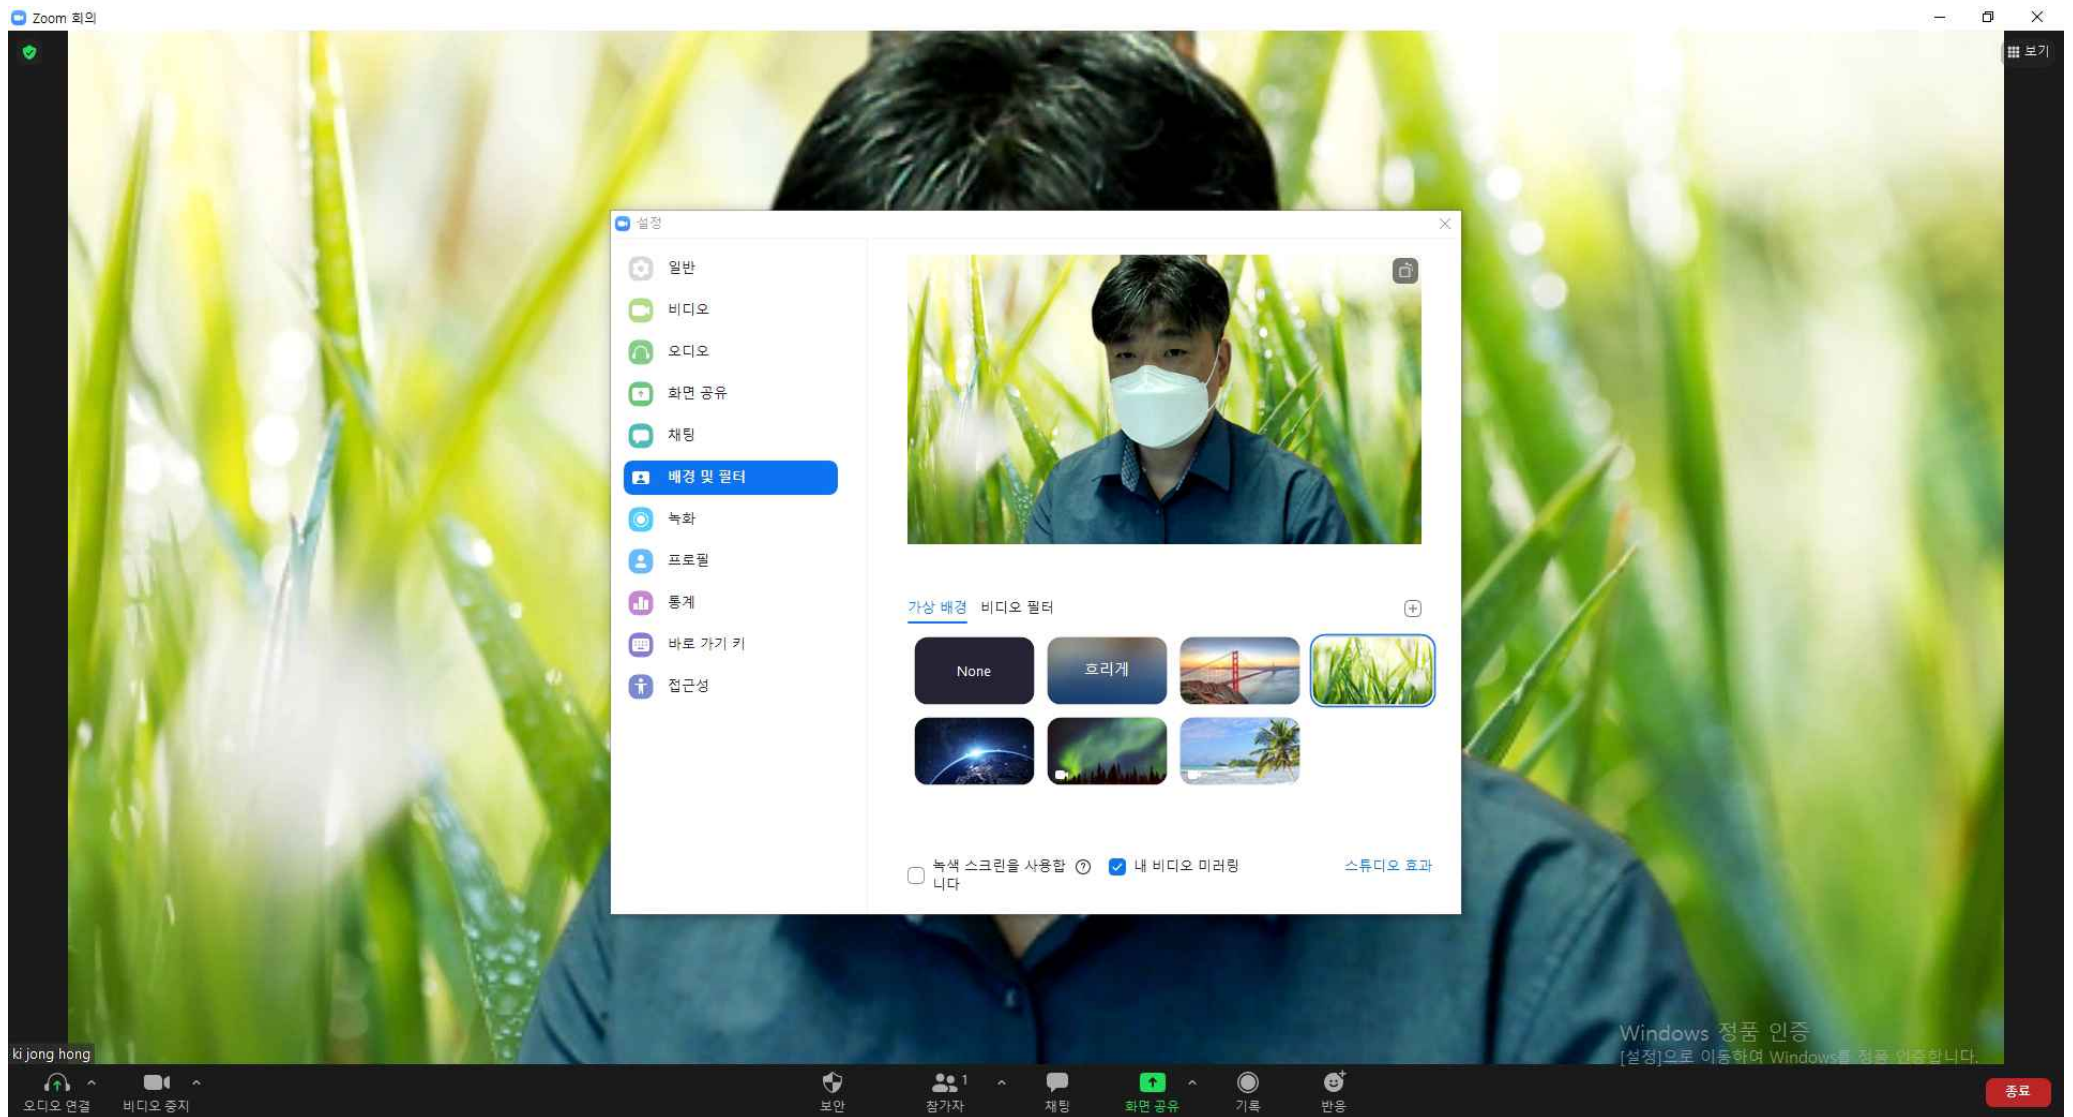 Zoom 회의
보기
설정
일반
비디오
오디오
화면 공유
채팅
배경 및 필터
녹화
프로필
통계
바로 가기 키
접근성
가상 배경 비디오 필터
None
흐리게
녹색 스크린을 사용합
니다
내 비디오 미러링
스튜디오 효과
Windows 정품 인증
[설정]으로 이동하여 Windows를 정품 인증합니다.
ki jong hong
오디오 연결
비디오 중지
보안
참가자 1
채팅
화면 공유
기록
반응
종료